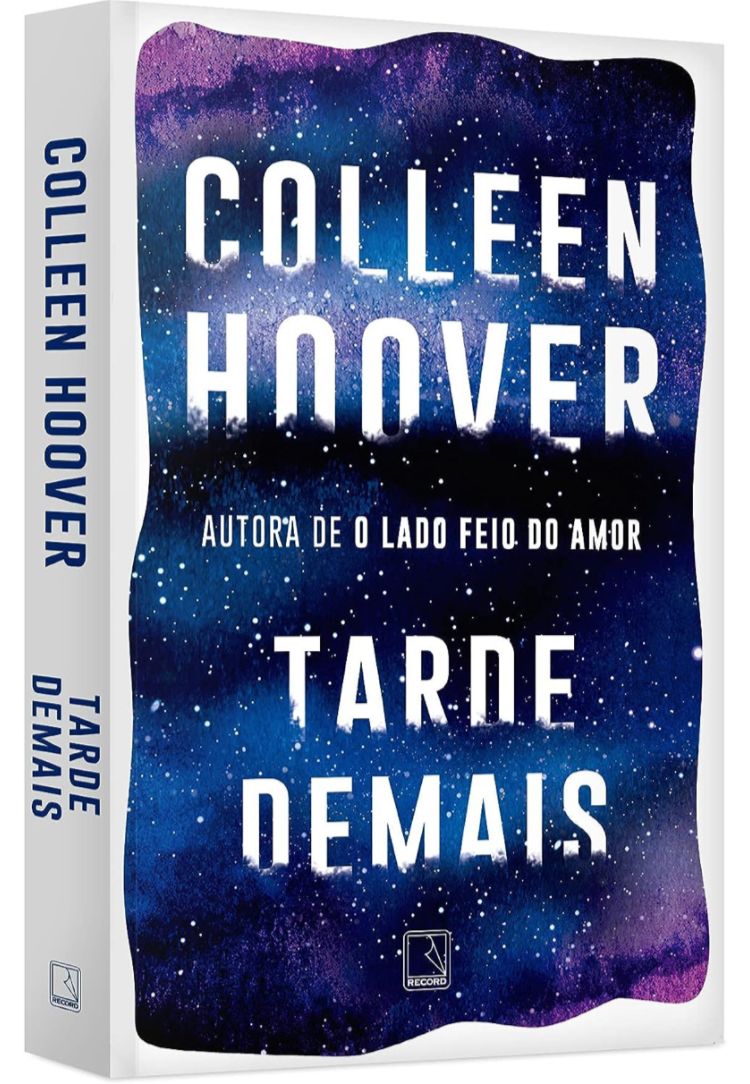 COLLEEN
HOOVER
AUTORA DE O LADO FEIO DO AMOR
TARDE
DEMAIS
RECORD
COLLEEN HOOVER
TARDE
DEMAIS
RECORD